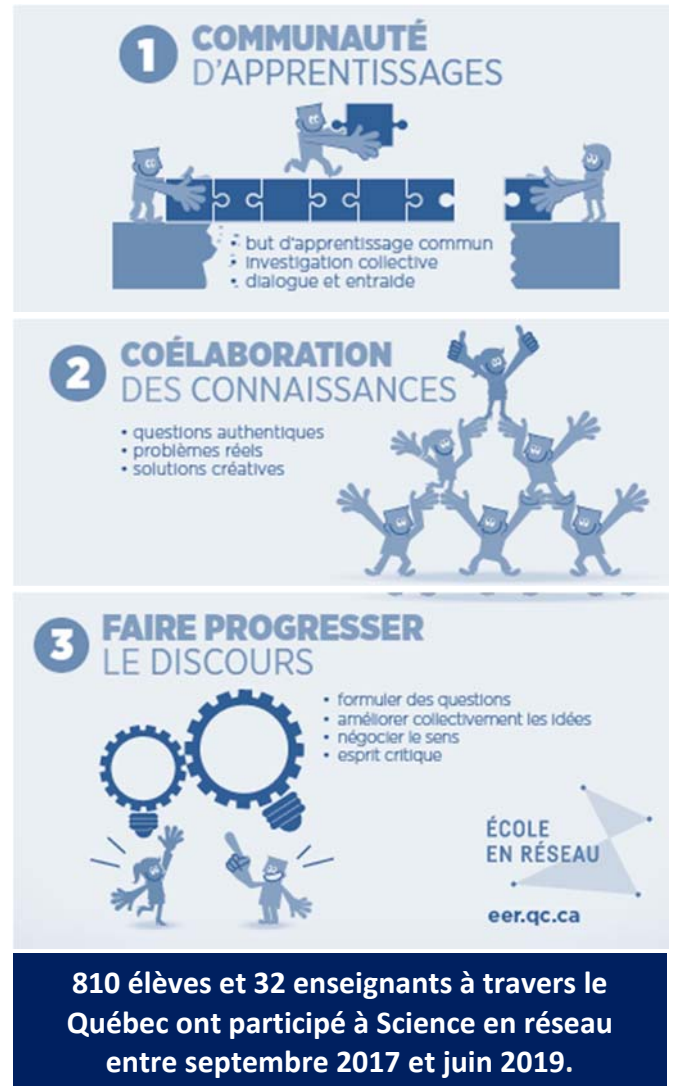 1 COMMUNAUTÉ
D'APPRENTISSAGES
• but d'apprentissage commun
• investigation collective
• dialogue et entraide
2 COÉLABORATION
DES CONNAISSANCES
• questions authentiques
• problèmes réels
• solutions créatives
3 FAIRE PROGRESSER
LE DISCOURS
• formuler des questions
• améliorer collectivement les idées
• négocier le sens
• esprit critique
ÉCOLE
EN RÉSEAU
eer.qc.ca
810 élèves et 32 enseignants à travers le
Québec ont participé à Science en réseau
entre septembre 2017 et juin 2019.